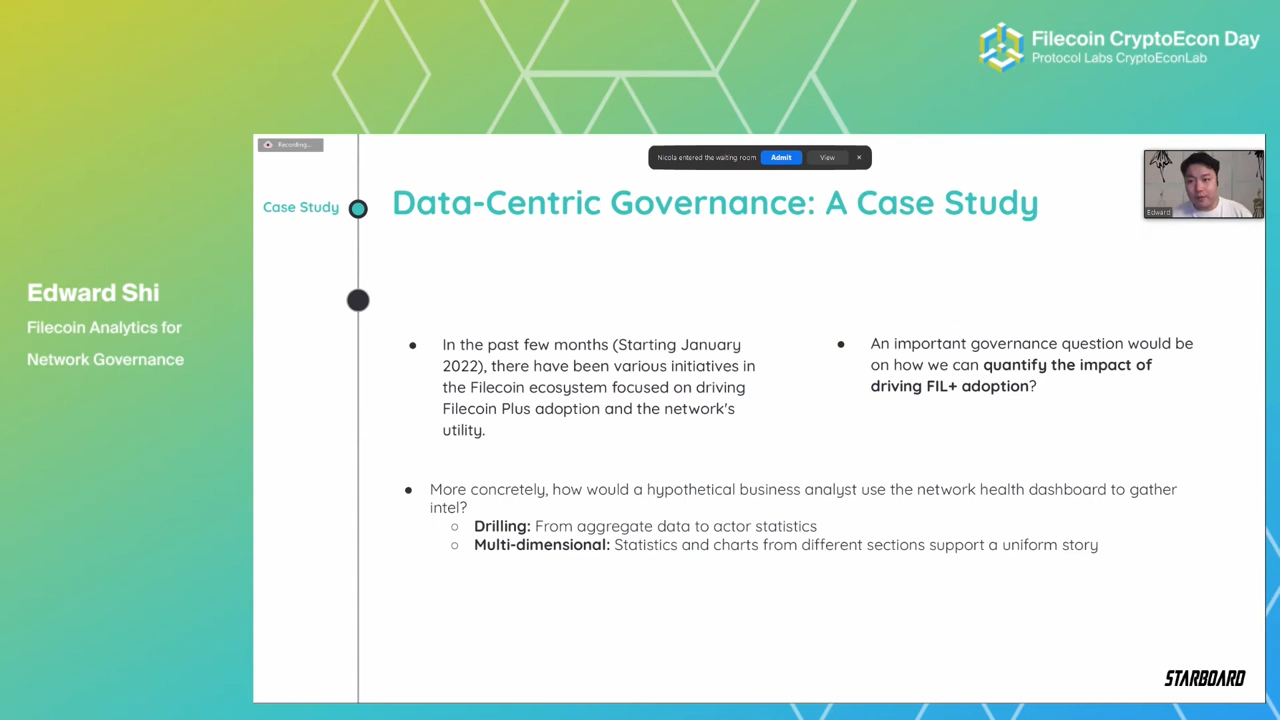 Filecoin CryptoEcon Day
Protocol Labs CryptoEconLab
Recording...
Nicola entered the waiting room Admit View ×
Case Study
Data-Centric Governance: A Case Study
Edward
Edward Shi
Filecoin Analytics for
Network Governance
● In the past few months (Starting January
2022), there have been various initiatives in
the Filecoin ecosystem focused on driving
Filecoin Plus adoption and the network's
utility.
● An important governance question would be
on how we can quantify the impact of
driving FIL+ adoption?
● More concretely, how would a hypothetical business analyst use the network health dashboard to gather
intel?
○ Drilling: From aggregate data to actor statistics
○ Multi-dimensional: Statistics and charts from different sections support a uniform story
STARBOARD